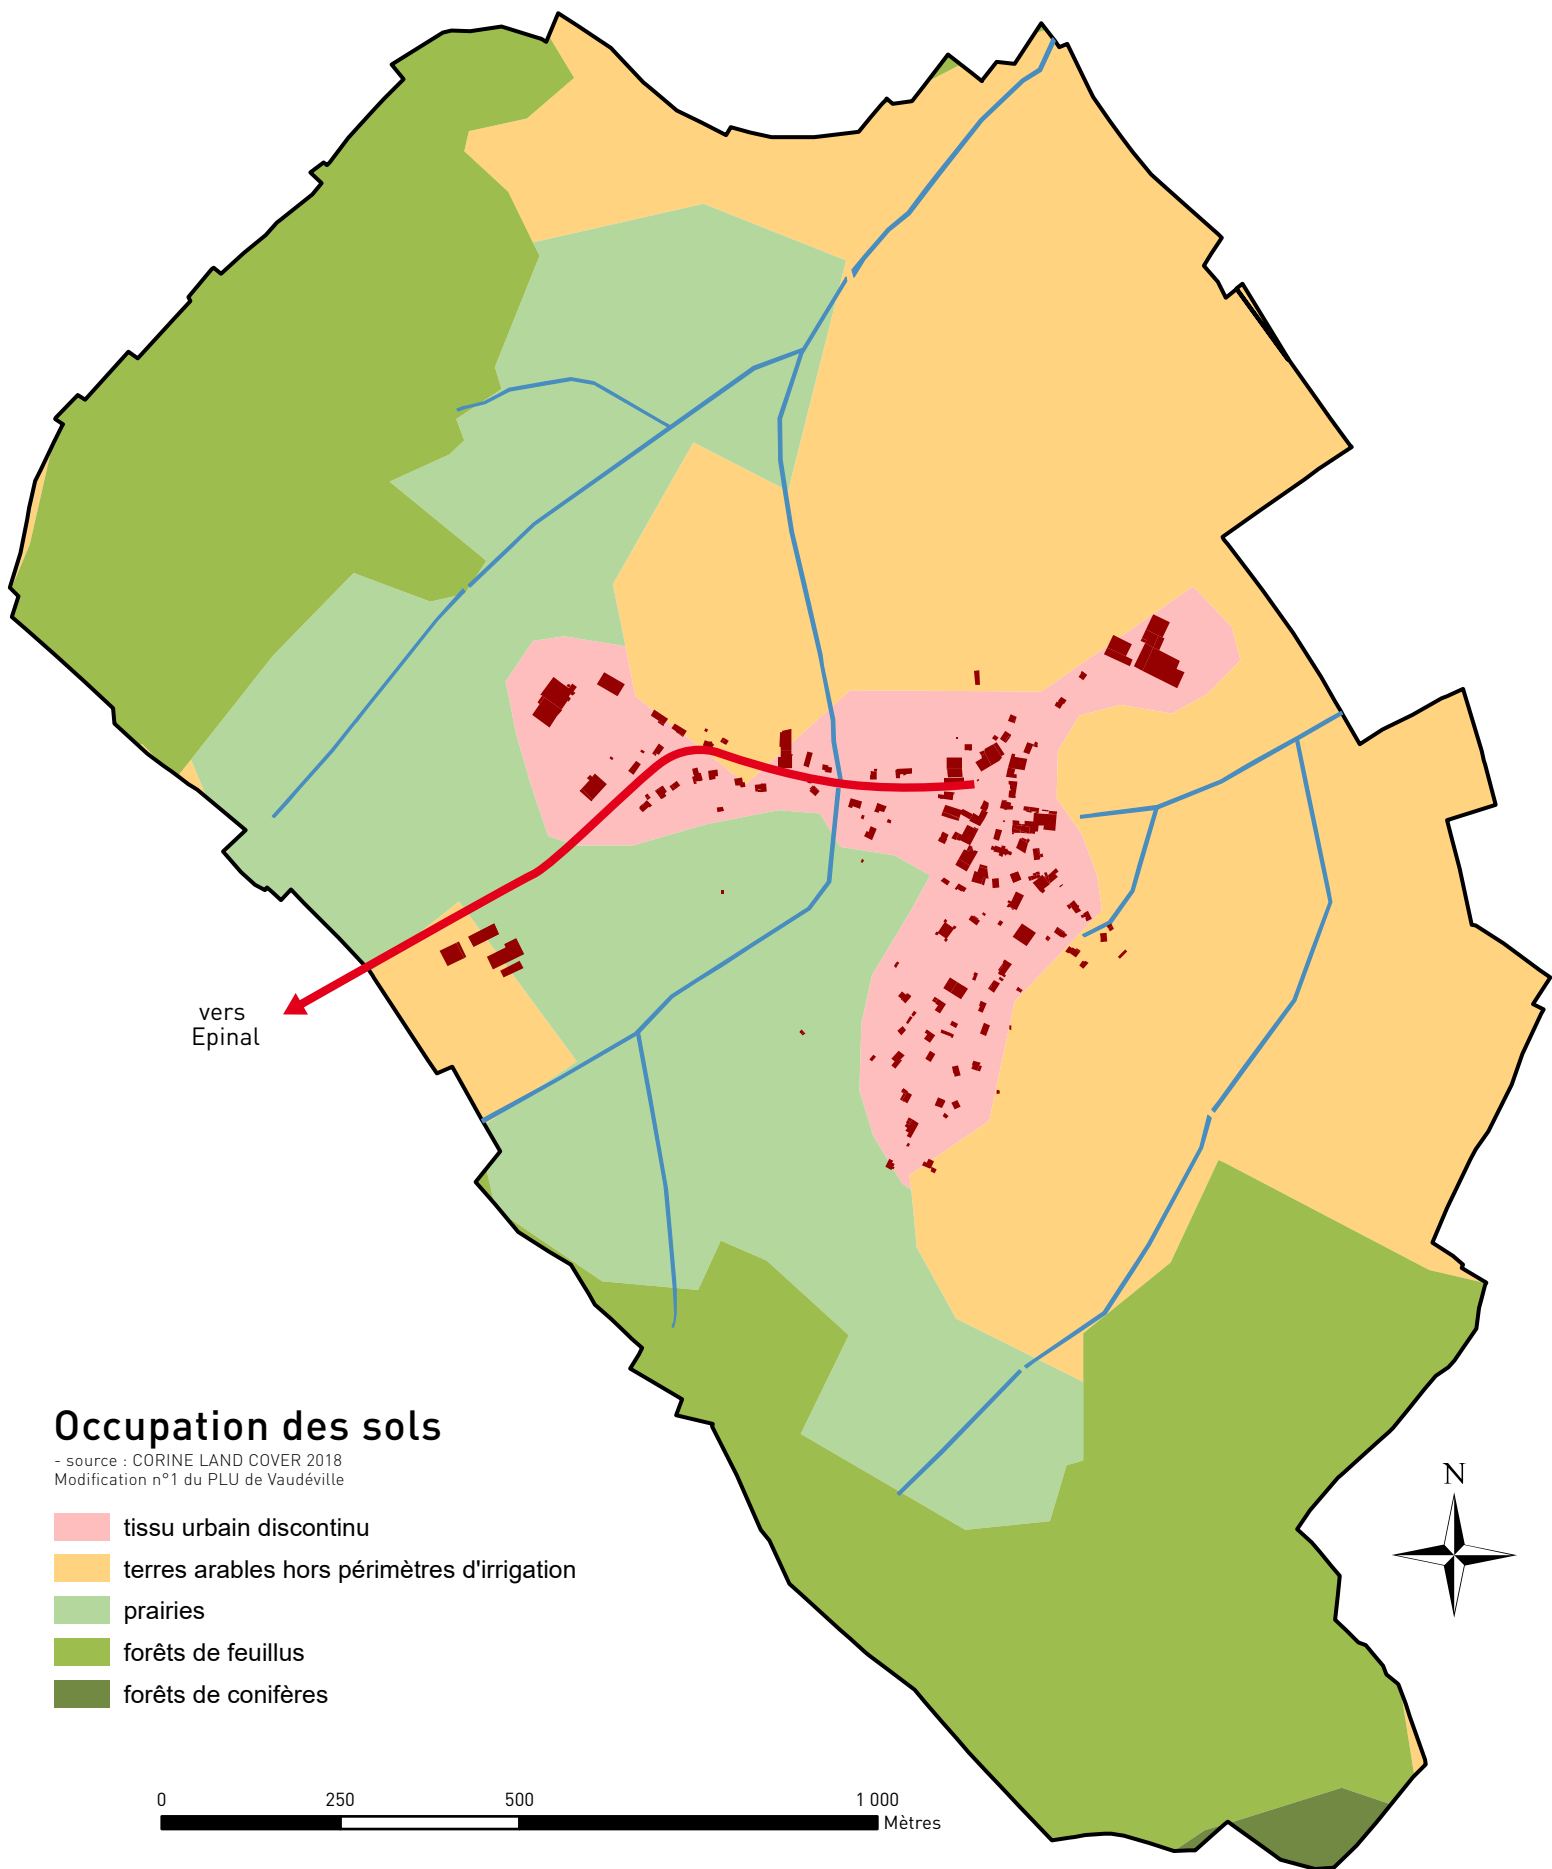 vers
Epinal
Occupation des sols
- source : CORINE LAND COVER 2018
Modification n°1 du PLU de Vaudéville
tissu urbain discontinu
terres arables hors périmètres d'irrigation
prairies
forêts de feuillus
forêts de conifères
N
0 250 500 1 000
Mètres